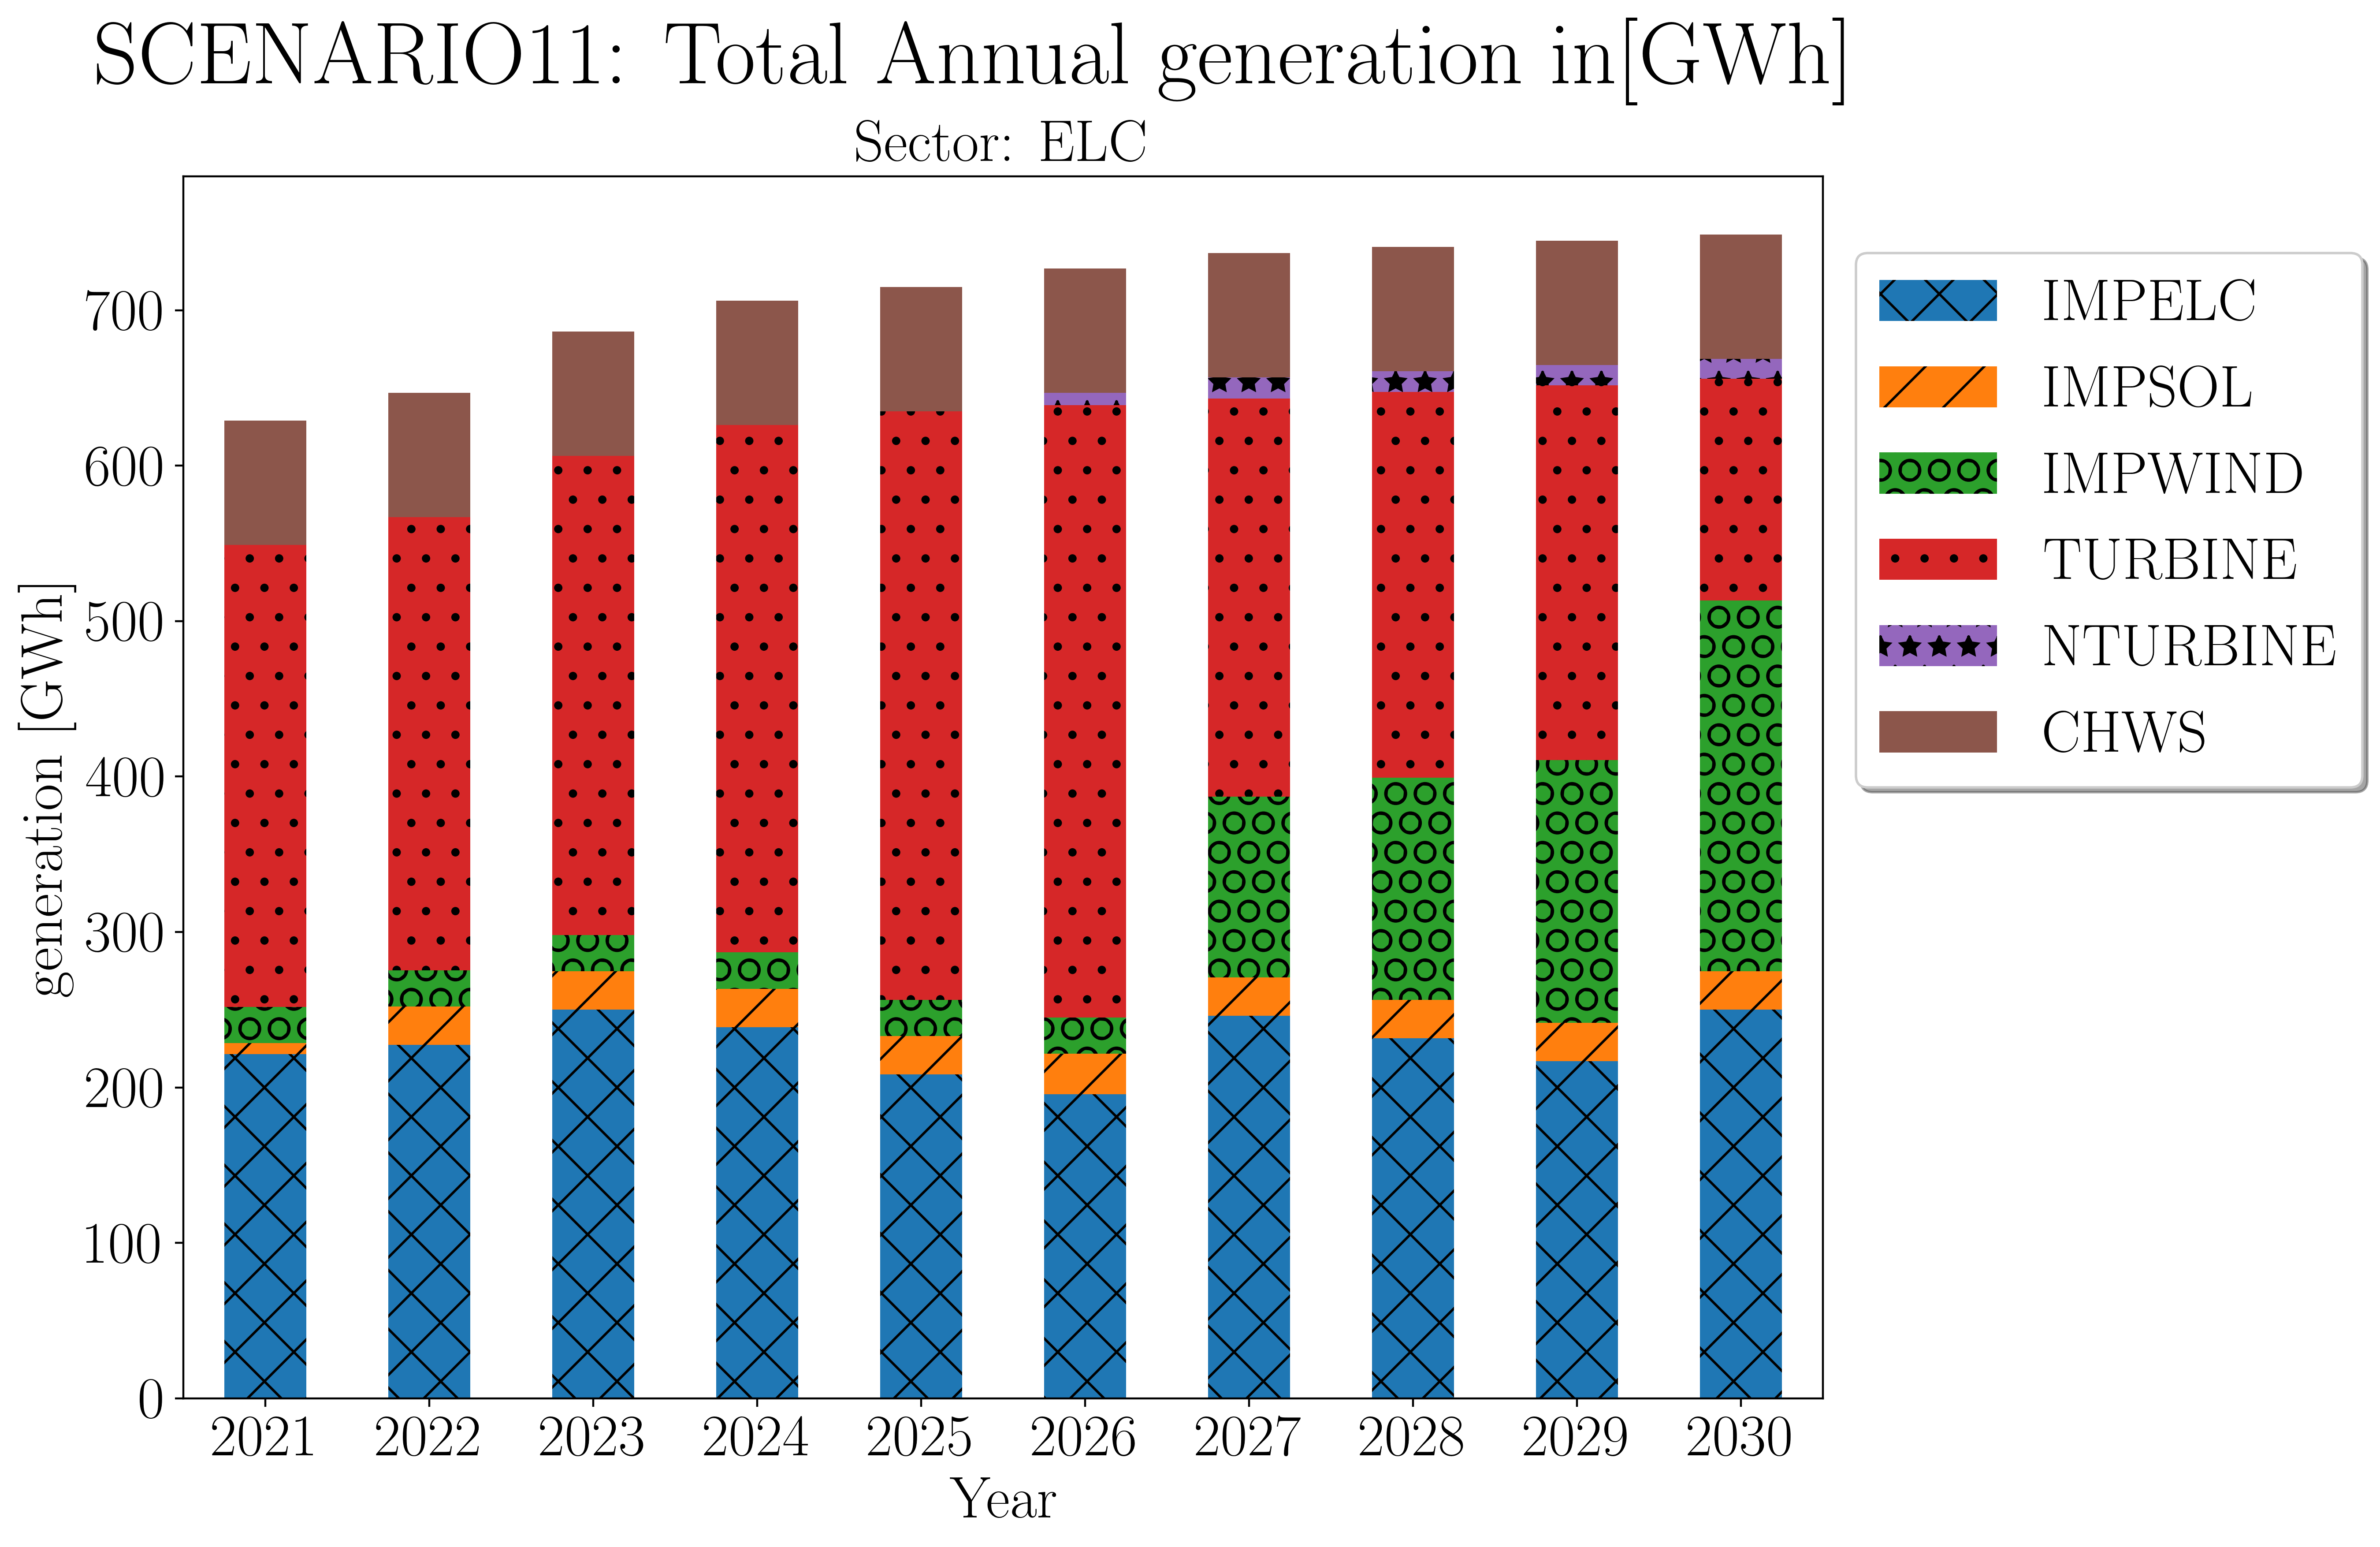 SCENARIO11: Total Annual generation in[GWh]
Sector: ELC
generation [GWh]
700
600
500
400
300
200
100
0
2021 2022 2023 2024 2025 2026 2027 2028 2029 2030
Year
IMPELC
IMPSOL
IMPWIND
TURBINE
NTURBINE
CHWS